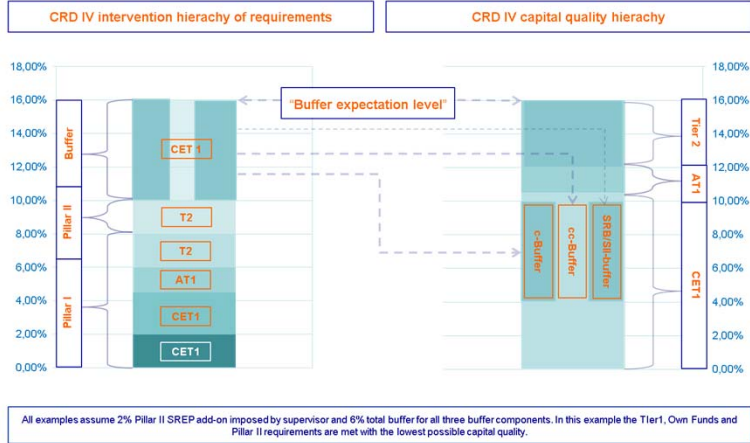 CRD IV intervention hierachy of requirements
CRD IV capital quality hierachy
18,00%
16,00%
14,00%
12,00%
10,00%
8,00%
6,00%
4,00%
2,00%
0,00%
Buffer
Pillar II
Pillar I
CET 1
T2
T2
AT1
CET1
CET1
"Buffer expectation level"
c-Buffer
cc-Buffer
SRB/SII-buffer
Tier 2
AT1
CET1
18,00%
16,00%
14,00%
12,00%
10,00%
8,00%
6,00%
4,00%
2,00%
0,00%
All examples assume 2% Pillar II SREP add-on imposed by supervisor and 6% total buffer for all three buffer components. In this example the TIer1, Own Funds and
Pillar II requirements are met with the lowest possible capital quality.